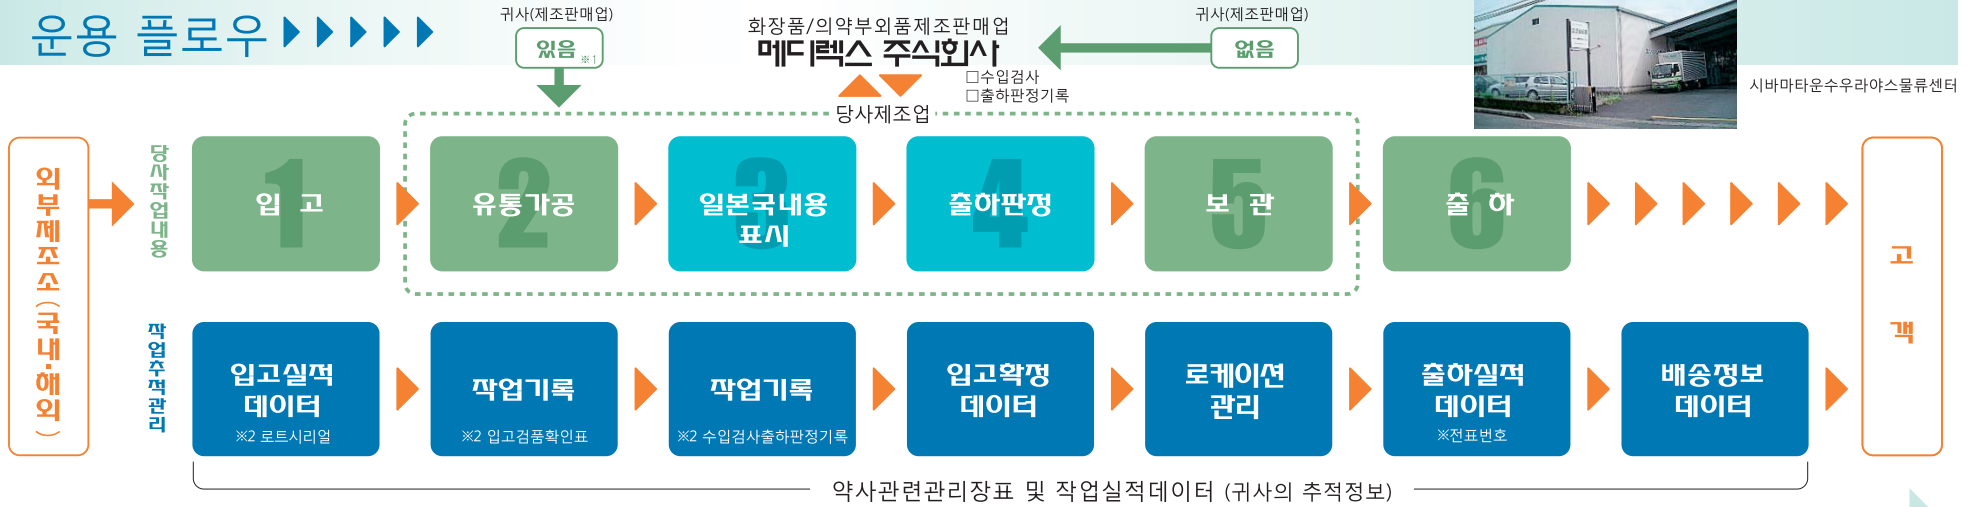 운용 플로우
귀사(제조판매업)
있음 ※1
화장품/의약부외품제조판매업
메디렉스 주식회사
□수입검사
□출하판정기록
당사제조업
귀사(제조판매업)
없음
시바마타운수우라야스물류센터
외부제조소(국내·해외)
당사작업내용
1
입 고
2
유통가공
3
일본국내용
표시
4
출하판정
5
보 관
6
출 하
고 객
작업추적관리
입고실적
데이터
※2 로트시리얼
작업기록
※2 입고검품확인표
작업기록
※2 수입검사출하판정기록
입고확정
데이터
로케이션
관리
출하실적
데이터
※전표번호
배송정보
데이터
약사관련관리장표 및 작업실적데이터 (귀사의 추적정보)